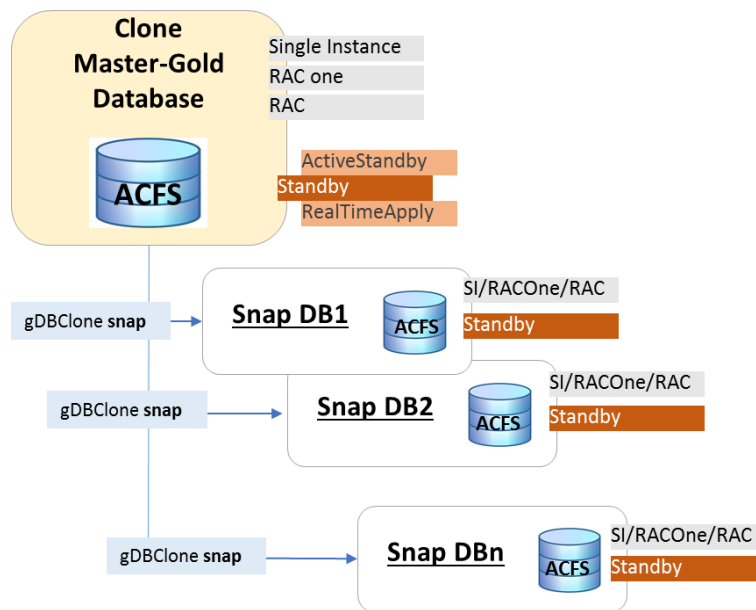 Clone
Master-Gold
Database
ACFS
Single Instance
RAC one
RAC
ActiveStandby
Standby
RealTimeApply
gDBClone snap
Snap DB1
ACFS
SI/RACOne/RAC
Standby
gDBClone snap
Snap DB2
ACFS
SI/RACOne/RAC
Standby
gDBClone snap
Snap DBn
ACFS
SI/RACOne/RAC
Standby